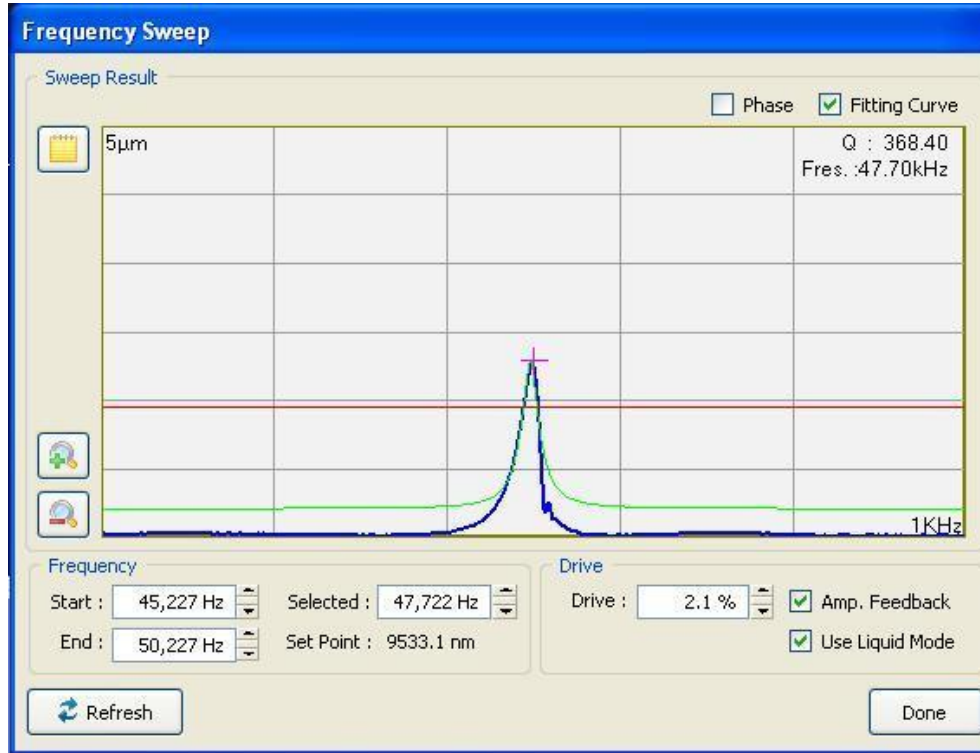 Frequency Sweep
Sweep Result
Phase
Fitting Curve
5µm
Q : 368.40
Fres. :47.70kHz
1KHz
Frequency
Start : 45,227 Hz
Selected : 47,722 Hz
End : 50,227 Hz
Set Point : 9533.1 nm
Drive
Drive : 2.1 %
Amp. Feedback
Use Liquid Mode
Refresh
Done